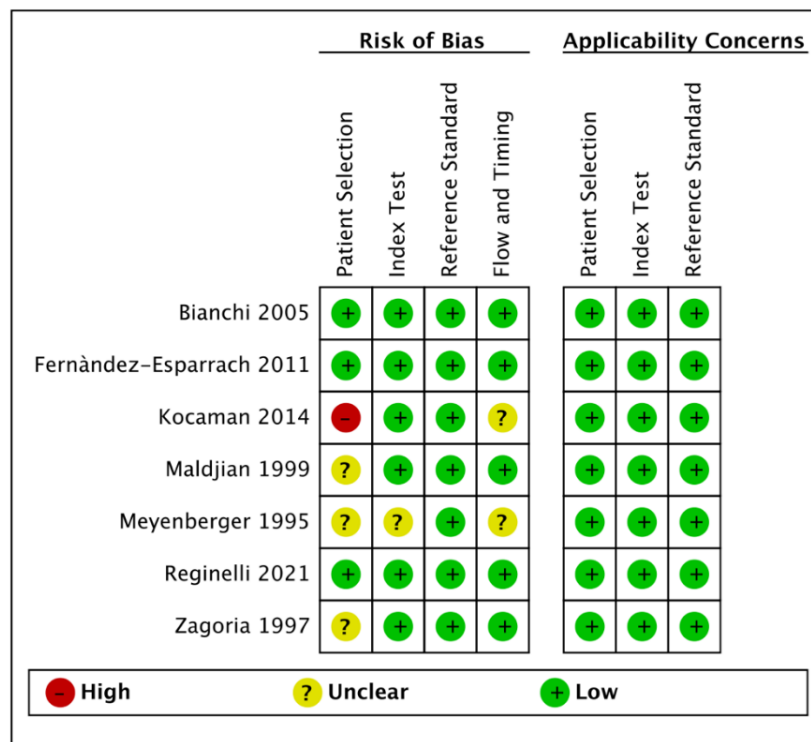 Risk of Bias Applicability Concerns
Patient Selection Index Test Reference Standard Flow and Timing Patient Selection Index Test Reference Standard
Bianchi 2005 + + + + + + +
Fernàndez–Esparrach 2011 + + + + + + +
Kocaman 2014 – + + ? + + +
Maldjian 1999 ? + + + + + +
Meyenberger 1995 ? ? + ? + + +
Reginelli 2021 + + + + + + +
Zagoria 1997 ? + + + + + +
– High ? Unclear + Low